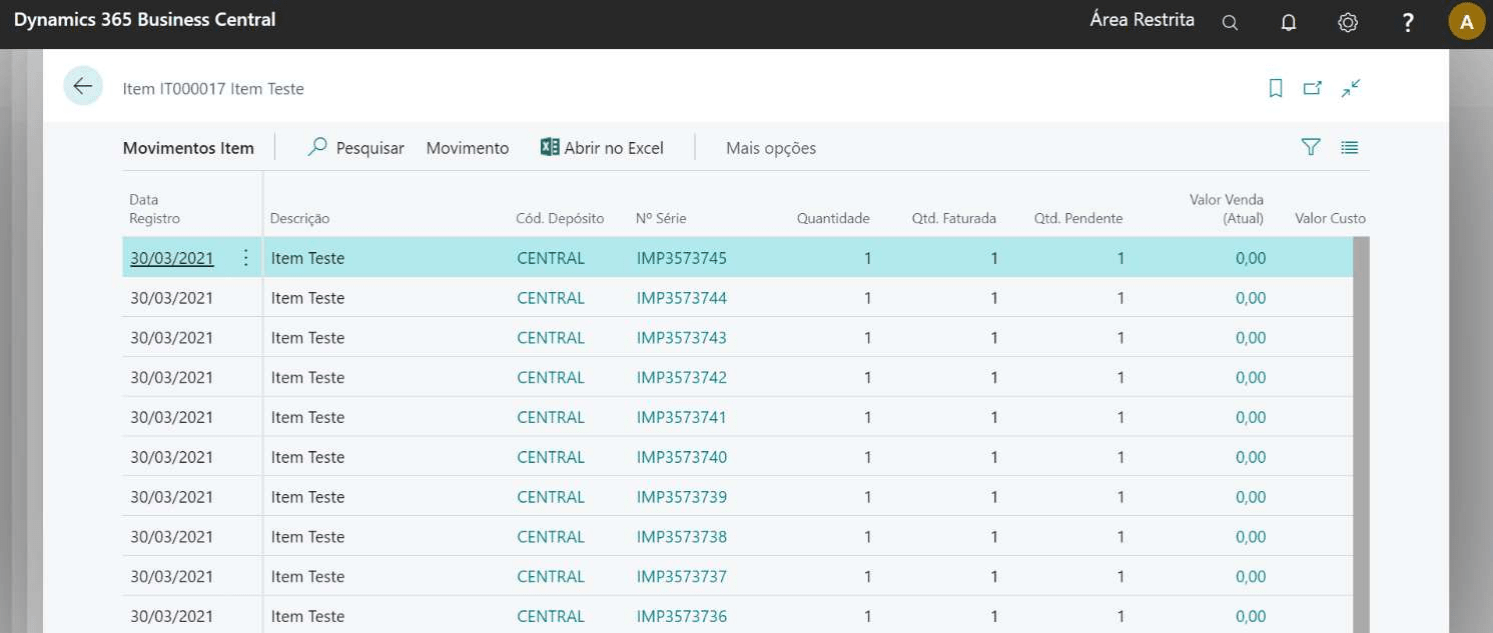 Dynamics 365 Business Central Área Restrita ? A
Item IT000017 Item Teste
Movimentos Item Pesquisar Movimento Abrir no Excel Mais opções
Data Registro Descrição Cód. Depósito Nº Série Quantidade Qtd. Faturada Qtd. Pendente Valor Venda (Atual) Valor Custo
30/03/2021 Item Teste CENTRAL IMP3573745 1 1 1 0,00
30/03/2021 Item Teste CENTRAL IMP3573744 1 1 1 0,00
30/03/2021 Item Teste CENTRAL IMP3573743 1 1 1 0,00
30/03/2021 Item Teste CENTRAL IMP3573742 1 1 1 0,00
30/03/2021 Item Teste CENTRAL IMP3573741 1 1 1 0,00
30/03/2021 Item Teste CENTRAL IMP3573740 1 1 1 0,00
30/03/2021 Item Teste CENTRAL IMP3573739 1 1 1 0,00
30/03/2021 Item Teste CENTRAL IMP3573738 1 1 1 0,00
30/03/2021 Item Teste CENTRAL IMP3573737 1 1 1 0,00
30/03/2021 Item Teste CENTRAL IMP3573736 1 1 1 0,00